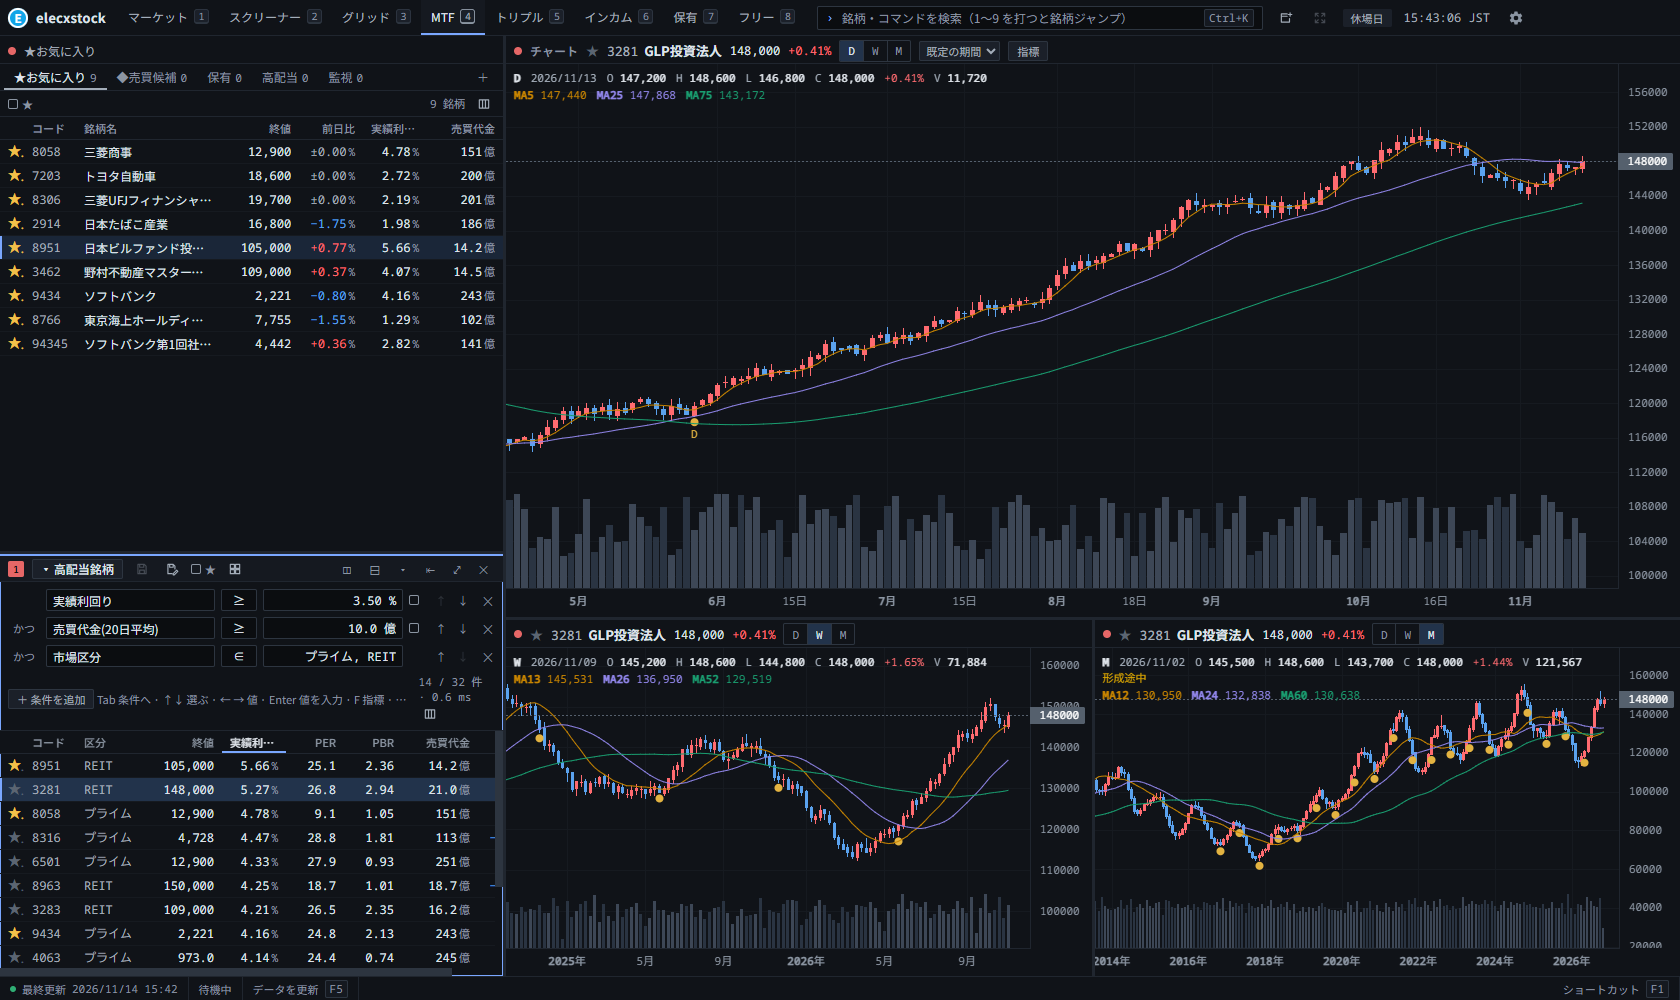 E elecxstock マーケット 1 スクリーナー 2 グリッド 3 MTF 4 トリプル 5 インカム 6 保有 7 フリー 8 › 銘柄・コマンドを検索（1〜9 を打つと銘柄ジャンプ） Ctrl+K 休場日 15:43:06 JST
★お気に入り
★お気に入り 9 ◆売買候補 0 保有 0 高配当 0 監視 0 +
★ 9 銘柄
コード 銘柄名 終値 前日比 実績利… 売買代金
8058 三菱商事 12,900 ±0.00% 4.78% 151億
7203 トヨタ自動車 18,600 ±0.00% 2.72% 200億
8306 三菱UFJフィナンシャ… 19,700 ±0.00% 2.19% 201億
2914 日本たばこ産業 16,800 −1.75% 1.98% 186億
8951 日本ビルファンド投… 105,000 +0.77% 5.66% 14.2億
3462 野村不動産マスター… 109,000 +0.37% 4.07% 14.5億
9434 ソフトバンク 2,221 −0.80% 4.16% 243億
8766 東京海上ホールディ… 7,755 −1.55% 1.29% 102億
94345 ソフトバンク第1回社… 4,442 +0.36% 2.82% 141億
チャート ★ 3281 GLP投資法人 148,000 +0.41% D W M 既定の期間 指標
D 2026/11/13 O 147,200 H 148,600 L 146,800 C 148,000 +0.41% V 11,720
MA5 147,440 MA25 147,868 MA75 143,172
156000
152000
148000
144000
140000
136000
132000
128000
124000
120000
116000
112000
108000
104000
100000
D
5月 6月 15日 7月 15日 8月 18日 9月 10月 16日 11月
1 高配当銘柄 ★
実績利回り ≥ 3.50 % ↑ ↓ ×
かつ 売買代金(20日平均) ≥ 10.0 億 ↑ ↓ ×
かつ 市場区分 ∈ プライム, REIT ↑ ↓ ×
+ 条件を追加 Tab 条件へ · ↑↓ 選ぶ · ←→ 値 · Enter 値を入力 · F 指標 · … 14 / 32 件 · 0.6 ms
コード 区分 終値 実績利… PER PBR 売買代金
8951 REIT 105,000 5.66% 25.1 2.36 14.2億
3281 REIT 148,000 5.27% 26.8 2.94 21.0億
8058 プライム 12,900 4.78% 9.1 1.05 151億
8316 プライム 4,728 4.47% 28.8 1.81 113億
6501 プライム 12,900 4.33% 27.9 0.93 251億
8963 REIT 150,000 4.25% 18.7 1.01 18.7億
3283 REIT 109,000 4.21% 26.5 2.35 16.2億
9434 プライム 2,221 4.16% 24.8 2.13 243億
4063 プライム 973.0 4.14% 24.4 0.74 245億
★ 3281 GLP投資法人 148,000 +0.41% D W M
W 2026/11/09 O 145,200 H 148,600 L 144,800 C 148,000 +1.65% V 71,884
MA13 145,531 MA26 136,950 MA52 129,519
160000
150000
148000
140000
130000
120000
110000
100000
2025年 5月 9月 2026年 5月 9月
★ 3281 GLP投資法人 148,000 +0.41% D W M
M 2026/11/02 O 145,500 H 148,600 L 143,700 C 148,000 +1.44% V 121,567
形成途中
MA12 130,950 MA24 132,838 MA60 130,638
160000
148000
140000
120000
100000
80000
60000
40000
20000
2014年 2016年 2018年 2020年 2022年 2024年 2026年
最終更新 2026/11/14 15:42 待機中 データを更新 F5 ショートカット F1